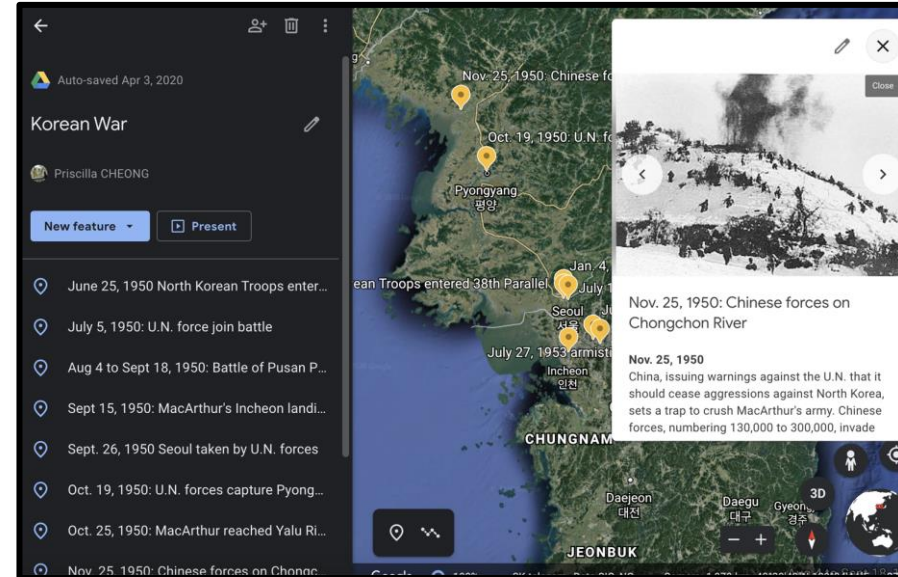 Auto-saved Apr 3, 2020
Korean War
Priscilla CHEONG
New feature
Present
June 25, 1950 North Korean Troops enter...
July 5, 1950: U.N. force join battle
Aug 4 to Sept 18, 1950: Battle of Pusan P...
Sept 15, 1950: MacArthur's Incheon landi...
Sept. 26, 1950 Seoul taken by U.N. forces
Oct. 19, 1950: U.N. forces capture Pyong...
Oct. 25, 1950: MacArthur reached Yalu Ri...
Nov. 25, 1950: Chinese forces on Chongc
Nov. 25, 1950: Chinese fo
Oct. 19, 1950: U.N. fo
Pyongyang
평양
Jan. 4,
ean Troops entered 38th Parallel
July 1
Seoul
서울
July 27, 1953 armisti
Incheon
인천
CHUNGNAM
Daejeon
대전
Daegu
대구
Gyeong
경주
JEONBUK
3D
Google
100%
Close
Nov. 25, 1950: Chinese forces on
Chongchon River
Nov. 25, 1950
China, issuing warnings against the U.N. that it
should cease aggressions against North Korea,
sets a trap to crush MacArthur's army. Chinese
forces, numbering 130,000 to 300,000, invade